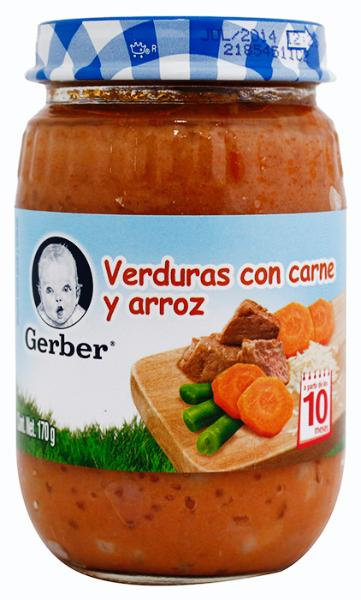 JUL/2014
Verduras con carne
y arroz
Gerber®
a partir de los
10
meses
Cont. Net. 170g